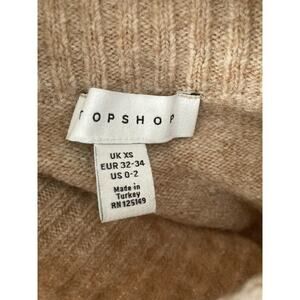 TOPSHOP
UK XS
EUR 32-34
US 0-2
Made in
Turkey
RN 125149